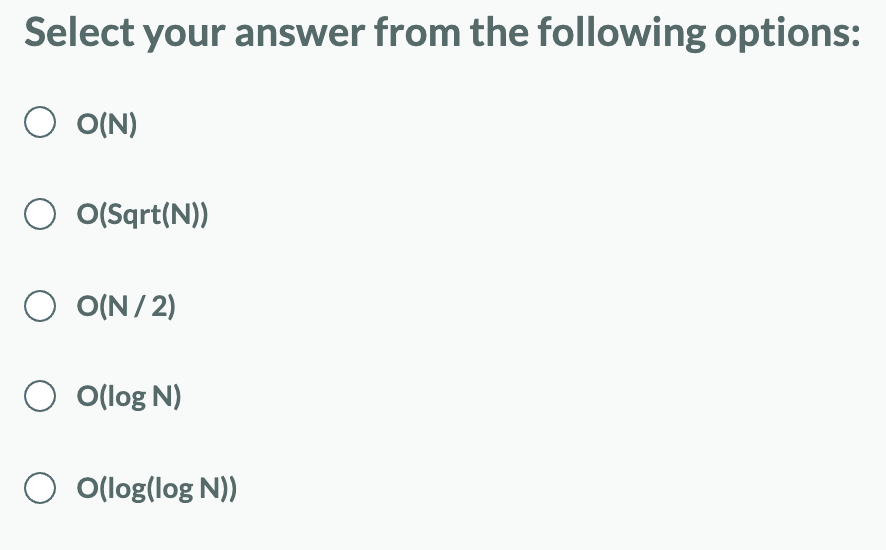 Select your answer from the following options:
O(N)
O(Sqrt(N))
O(N / 2)
O(log N)
O(log(log N))